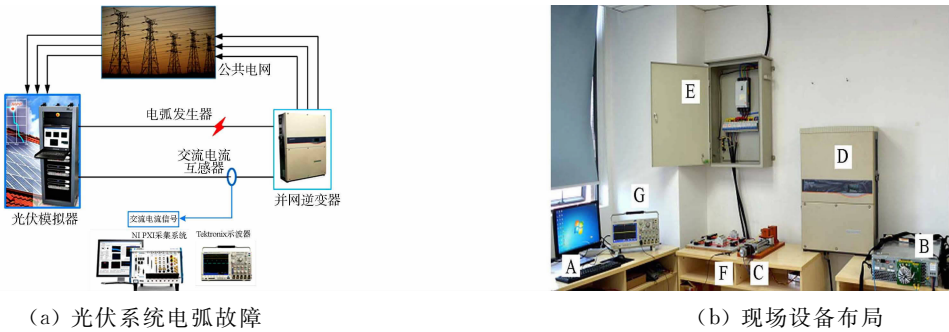 公共电网
电弧发生器
交流电流
互感器
光伏模拟器
并网逆变器
交流电流信号
NI PXI采集系统
Tektronix示波器
(a) 光伏系统电弧故障
E
D
G
A
F
C
B
(b) 现场设备布局